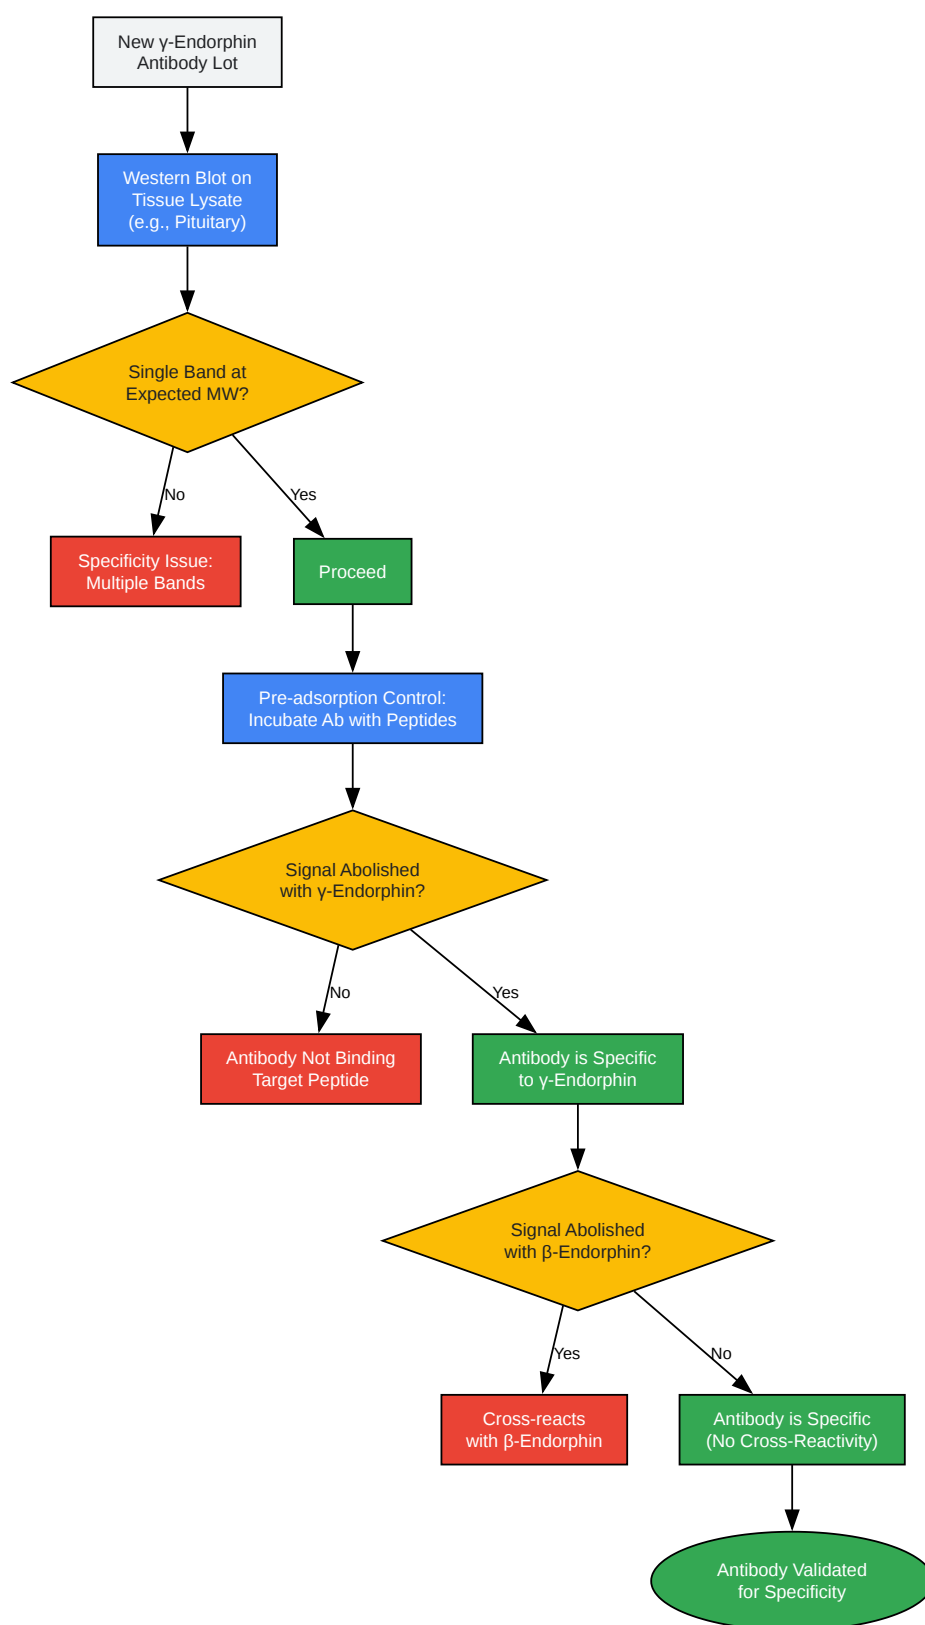 New γ-Endorphin
Antibody Lot
Western Blot on
Tissue Lysate
(e.g., Pituitary)
Single Band at
Expected MW?
No
Yes
Specificity Issue:
Multiple Bands
Proceed
Pre-adsorption Control:
Incubate Ab with Peptides
Signal Abolished
with γ-Endorphin?
No
Yes
Antibody Not Binding
Target Peptide
Antibody is Specific
to γ-Endorphin
Signal Abolished
with β-Endorphin?
Yes
No
Cross-reacts
with β-Endorphin
Antibody is Specific
(No Cross-Reactivity)
Antibody Validated
for Specificity